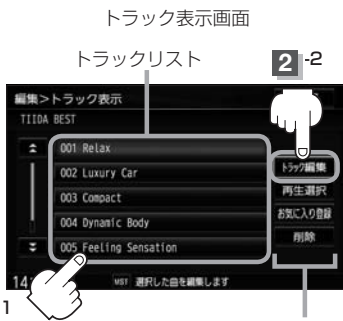 トラック表示画面
トラックリスト
2 -2
編集>トラック表示
TIIDA BEST
001 Relax
002 Luxury Car
003 Compact
004 Dynamic Body
005 Feeling Sensation
トラック編集
再生選択
お気に入り登録
削除
14:
MST 選択した曲を編集します
1